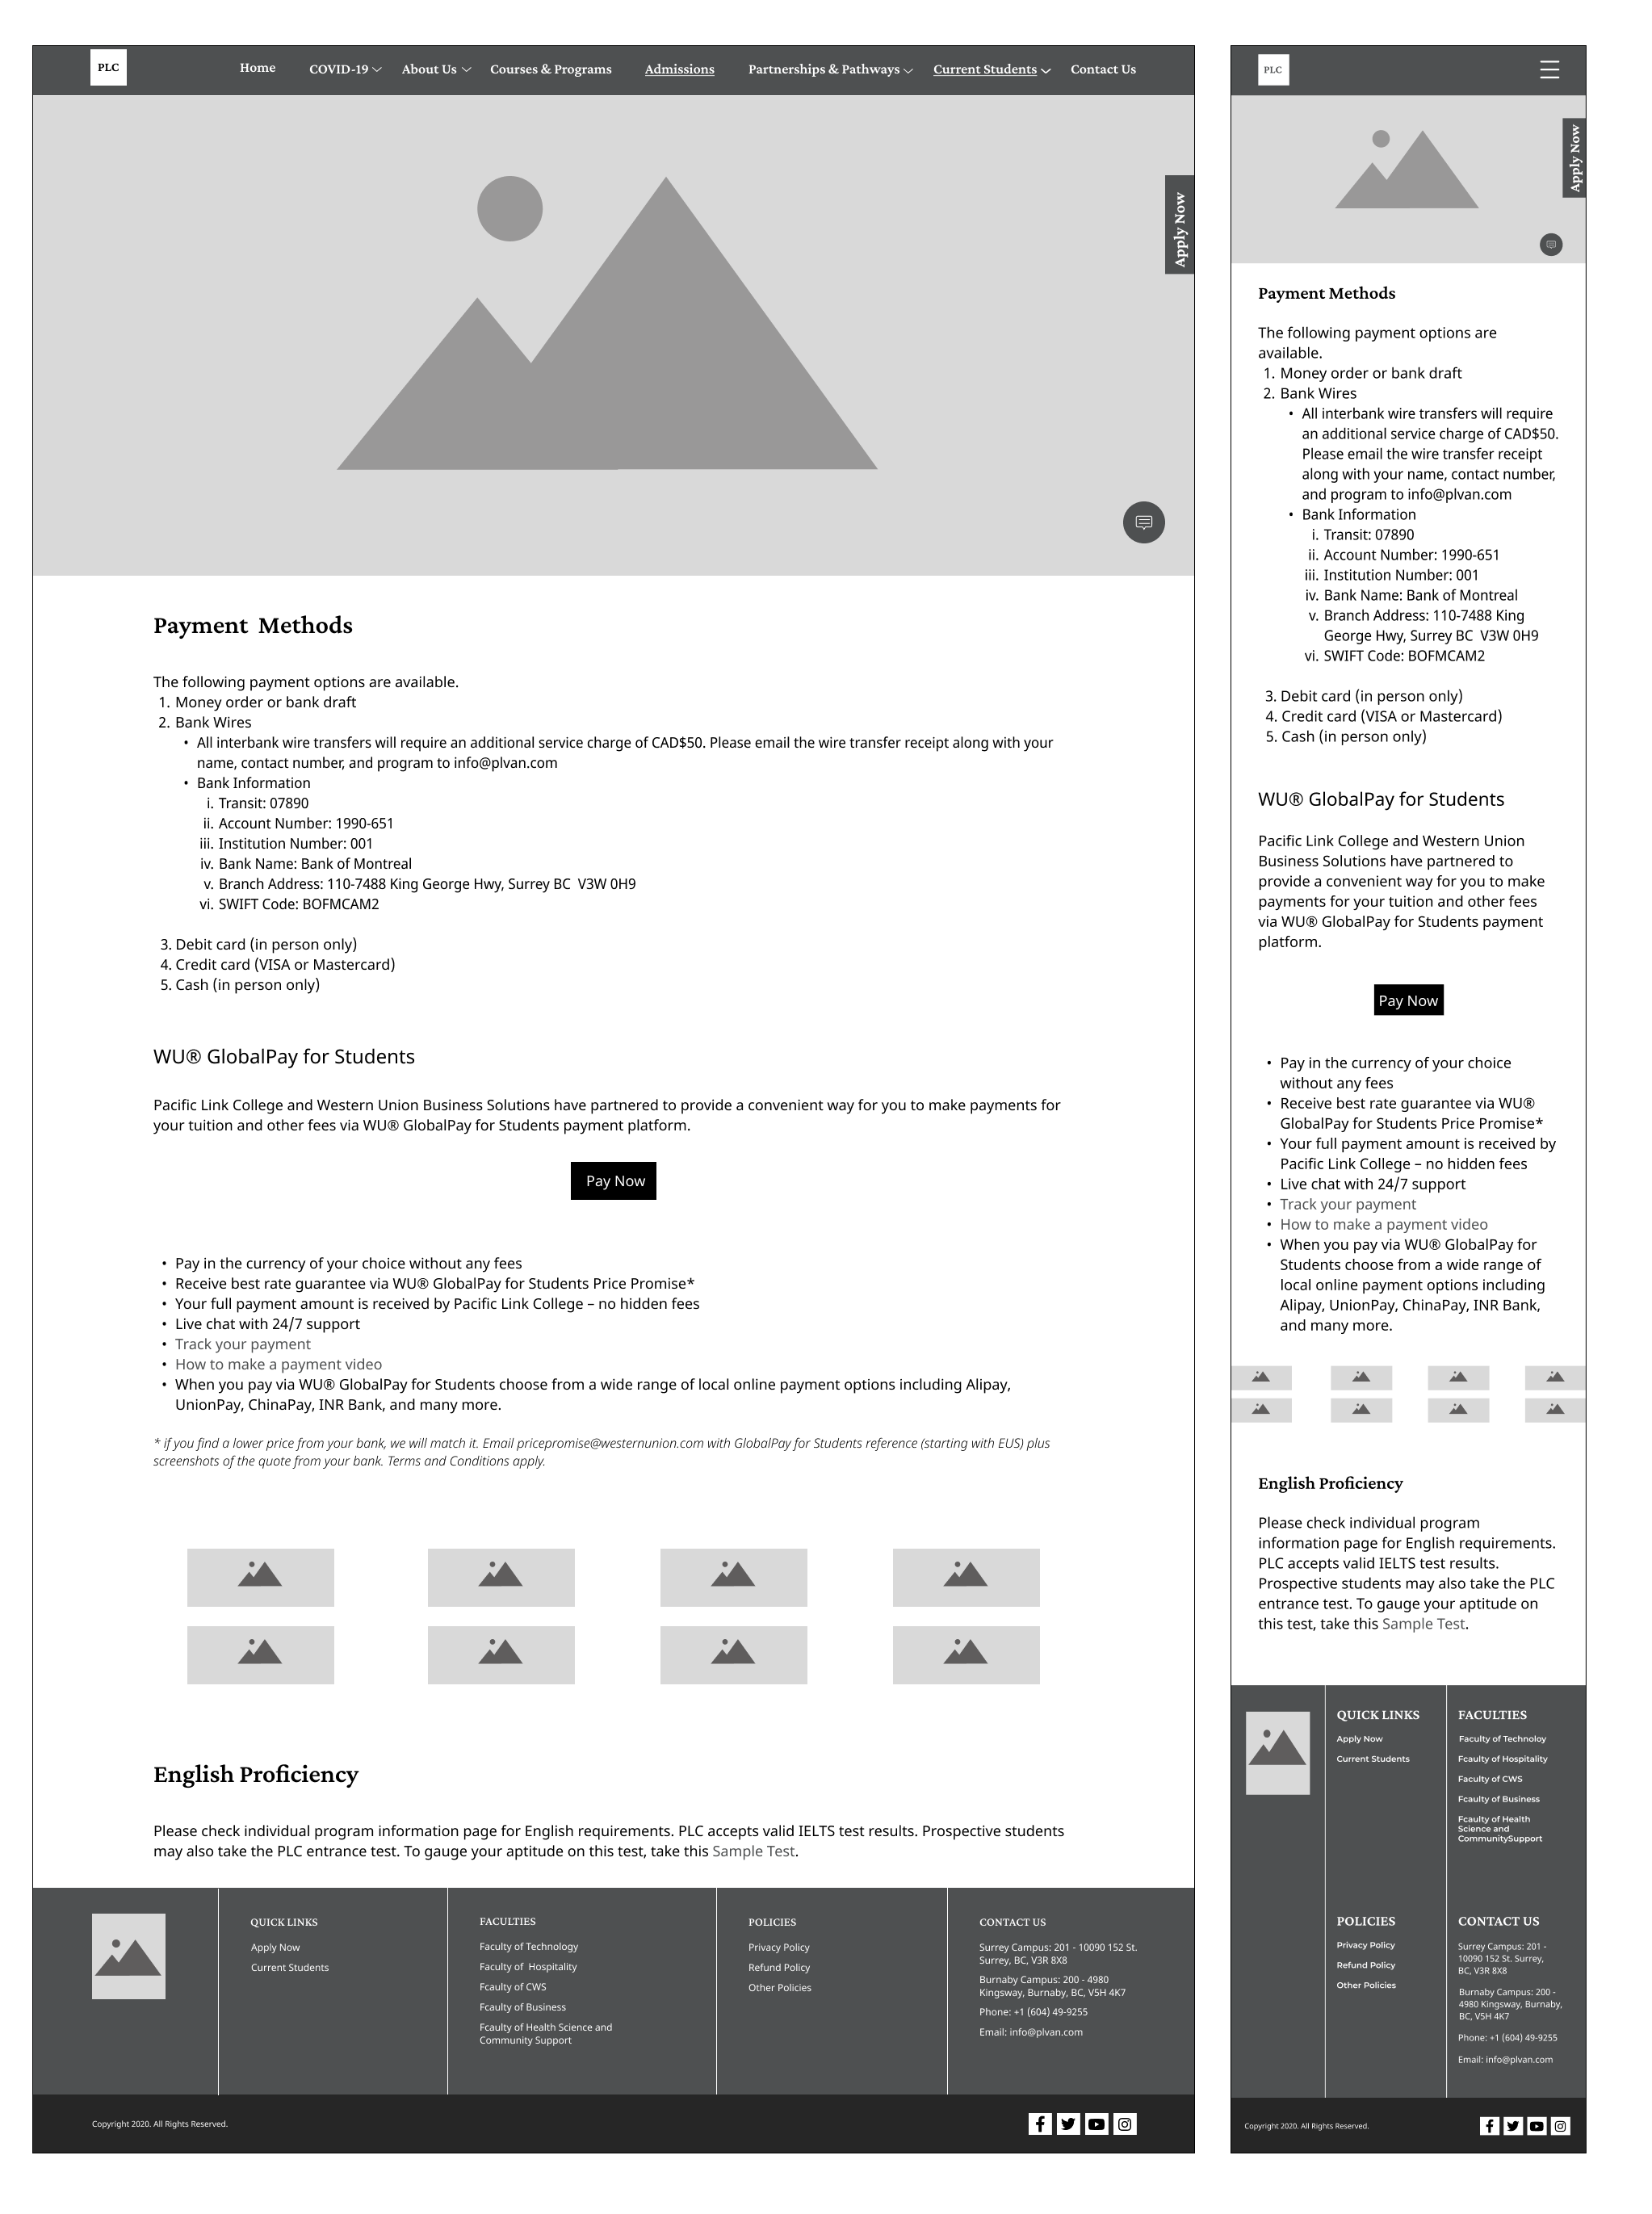 PLC
Home
COVID-19
About Us
Courses & Programs
Admissions
Partnerships & Pathways
Current Students
Contact Us
Apply Now
Payment  Methods
The following payment options are available.
1. Money order or bank draft
2. Bank Wires
• All interbank wire transfers will require an additional service charge of CAD$50. Please email the wire transfer receipt along with your
name, contact number, and program to info@plvan.com
• Bank Information
i. Transit: 07890
ii. Account Number: 1990-651
iii. Institution Number: 001
iv. Bank Name: Bank of Montreal
v. Branch Address: 110-7488 King George Hwy, Surrey BC  V3W 0H9
vi. SWIFT Code: BOFMCAM2
3. Debit card (in person only)
4. Credit card (VISA or Mastercard)
5. Cash (in person only)
WU® GlobalPay for Students
Pacific Link College and Western Union Business Solutions have partnered to provide a convenient way for you to make payments for
your tuition and other fees via WU® GlobalPay for Students payment platform.
Pay Now
• Pay in the currency of your choice without any fees
• Receive best rate guarantee via WU® GlobalPay for Students Price Promise*
• Your full payment amount is received by Pacific Link College – no hidden fees
• Live chat with 24/7 support
• Track your payment
• How to make a payment video
• When you pay via WU® GlobalPay for Students choose from a wide range of local online payment options including Alipay,
UnionPay, ChinaPay, INR Bank, and many more.
* if you find a lower price from your bank, we will match it. Email pricepromise@westernunion.com with GlobalPay for Students reference (starting with EUS) plus
screenshots of the quote from your bank. Terms and Conditions apply.
English Proficiency
Please check individual program information page for English requirements. PLC accepts valid IELTS test results. Prospective students
may also take the PLC entrance test. To gauge your aptitude on this test, take this Sample Test.
QUICK LINKS
Apply Now
Current Students
FACULTIES
Faculty of Technology
Faculty of  Hospitality
Fcaulty of CWS
Fcaulty of Business
Fcaulty of Health Science and
Community Support
POLICIES
Privacy Policy
Refund Policy
Other Policies
CONTACT US
Surrey Campus: 201 - 10090 152 St.
Surrey, BC, V3R 8X8
Burnaby Campus: 200 - 4980
Kingsway, Burnaby, BC, V5H 4K7
Phone: +1 (604) 49-9255
Email: info@plvan.com
Copyright 2020. All Rights Reserved.
PLC
Apply Now
Payment Methods
The following payment options are
available.
1. Money order or bank draft
2. Bank Wires
• All interbank wire transfers will require
an additional service charge of CAD$50.
Please email the wire transfer receipt
along with your name, contact number,
and program to info@plvan.com
• Bank Information
i. Transit: 07890
ii. Account Number: 1990-651
iii. Institution Number: 001
iv. Bank Name: Bank of Montreal
v. Branch Address: 110-7488 King
George Hwy, Surrey BC  V3W 0H9
vi. SWIFT Code: BOFMCAM2
3. Debit card (in person only)
4. Credit card (VISA or Mastercard)
5. Cash (in person only)
WU® GlobalPay for Students
Pacific Link College and Western Union
Business Solutions have partnered to
provide a convenient way for you to make
payments for your tuition and other fees
via WU® GlobalPay for Students payment
platform.
Pay Now
• Pay in the currency of your choice
without any fees
• Receive best rate guarantee via WU®
GlobalPay for Students Price Promise*
• Your full payment amount is received by
Pacific Link College – no hidden fees
• Live chat with 24/7 support
• Track your payment
• How to make a payment video
• When you pay via WU® GlobalPay for
Students choose from a wide range of
local online payment options including
Alipay, UnionPay, ChinaPay, INR Bank,
and many more.
English Proficiency
Please check individual program
information page for English requirements.
PLC accepts valid IELTS test results.
Prospective students may also take the PLC
entrance test. To gauge your aptitude on
this test, take this Sample Test.
QUICK LINKS
Apply Now
Current Students
FACULTIES
Faculty of Technoloy
Fcaulty of Hospitality
Faculty of CWS
Fcaulty of Business
Fcaulty of Health
Science and
CommunitySupport
POLICIES
Privacy Policy
Refund Policy
Other Policies
CONTACT US
Surrey Campus: 201 -
10090 152 St. Surrey,
BC, V3R 8X8
Burnaby Campus: 200 -
4980 Kingsway, Burnaby,
BC, V5H 4K7
Phone: +1 (604) 49-9255
Email: info@plvan.com
Copyright 2020. All Rights Reserved.